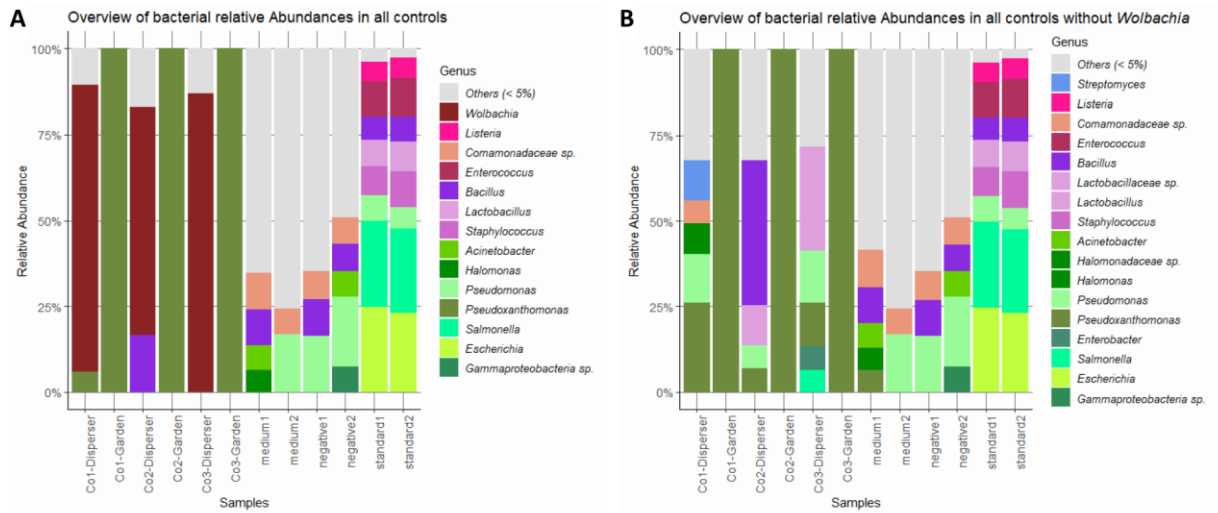 A
Overview of bacterial relative Abundances in all controls
100%
75%
50%
25%
0%
Relative Abundance
Co1-Disperser
Co1-Garden
Co2-Disperser
Co2-Garden
Co3-Disperser
Co3-Garden
medium1
medium2
negative1
negative2
standard1
standard2
Samples
Genus
Others (< 5%)
Wolbachia
Listeria
Comamonadaceae sp.
Enterococcus
Bacillus
Lactobacillus
Staphylococcus
Acinetobacter
Halomonas
Pseudomonas
Pseudoxanthomonas
Salmonella
Escherichia
Gammaproteobacteria sp.
B
Overview of bacterial relative Abundances in all controls without Wolbachia
100%
75%
50%
25%
0%
Relative Abundance
Co1-Disperser
Co1-Garden
Co2-Disperser
Co2-Garden
Co3-Disperser
Co3-Garden
medium1
medium2
negative1
negative2
standard1
standard2
Samples
Genus
Others (< 5%)
Streptomyces
Listeria
Comamonadaceae sp.
Enterococcus
Bacillus
Lactobacillaceae sp.
Lactobacillus
Staphylococcus
Acinetobacter
Halomonadaceae sp.
Halomonas
Pseudomonas
Pseudoxanthomonas
Enterobacter
Salmonella
Escherichia
Gammaproteobacteria sp.